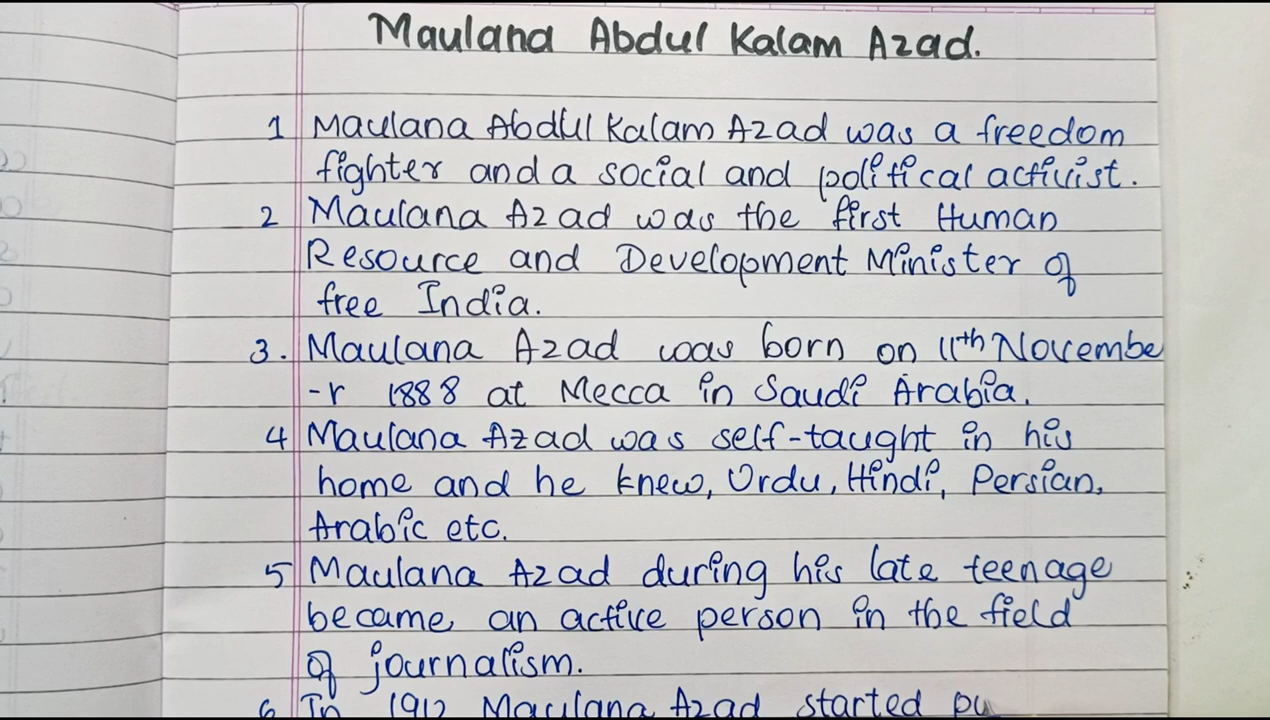 Maulana Abdul Kalam Azad.
1 Maulana Abdul Kalam Azad was a freedom
fighter and a social and political activist.
2 Maulana Azad was the first Human
Resource and Development Minister of
free India.
3. Maulana Azad was born on 11th Novembe
-r 1888 at Mecca in Saudi Arabia.
4 Maulana Azad was self-taught in his
home and he knew, Urdu, Hindi, Persian,
Arabic etc.
5 Maulana Azad during his late teenage
became an active person in the field
of journalism.
6 In 1912 Maulana Azad started pu